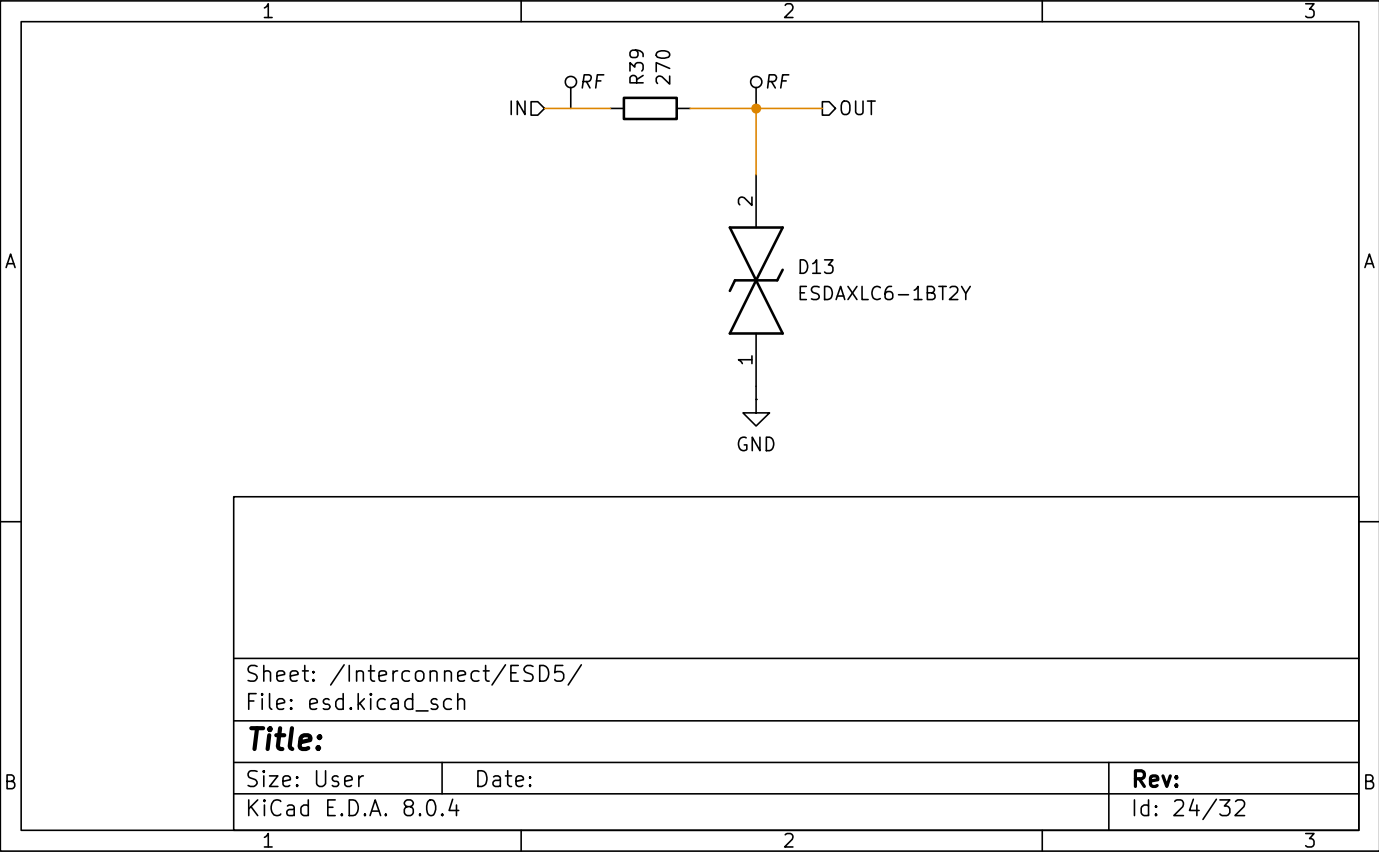 1 2 3
R39
270
RF
RF
IN
OUT
2
A
A
D13
ESDAXLC6-1BT2Y
1
GND
Sheet: /Interconnect/ESD5/
File: esd.kicad_sch
Title:
B
Size: User Date: Rev:
B
KiCad E.D.A. 8.0.4 Id: 24/32
1 2 3